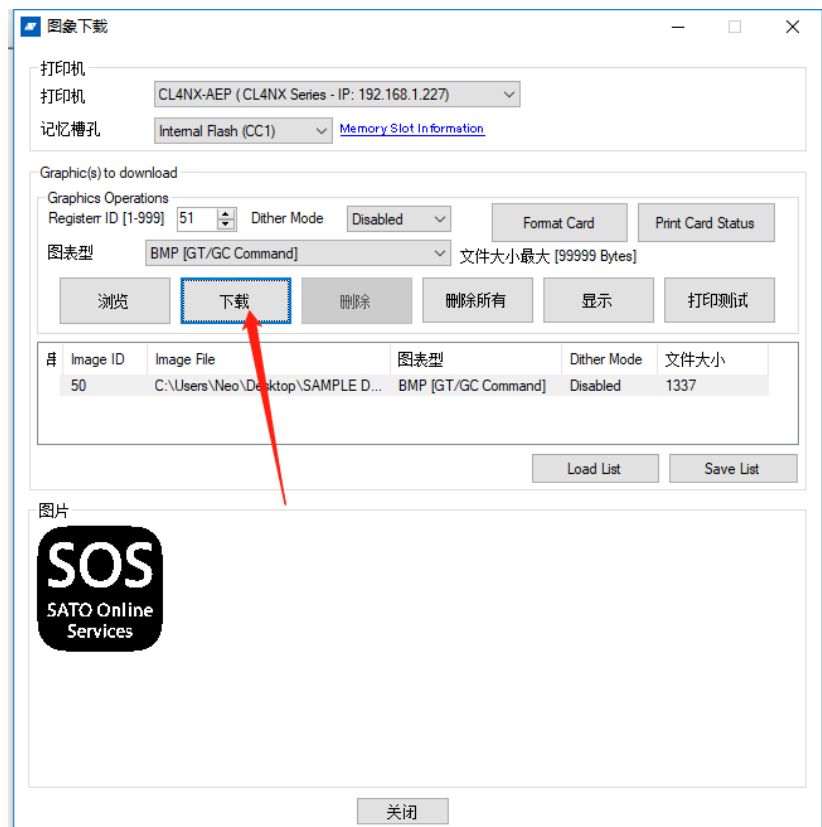 图象下载
打印机
打印机 CL4NX-AEP ( CL4NX Series - IP: 192.168.1.227)
记忆槽孔 Internal Flash (CC1) Memory Slot Information
Graphic(s) to download
Graphics Operations
Registerr ID [1-999] 51 Dither Mode Disabled Format Card Print Card Status
图表型 BMP [GT/GC Command] 文件大小最大 [99999 Bytes]
浏览 下载 删除 删除所有 显示 打印测试
Image ID Image File 图表型 Dither Mode 文件大小
50 C:\Users\Neo\Desktop\SAMPLE D... BMP [GT/GC Command] Disabled 1337
Load List Save List
图片
SOS
SATO Online
Services
关闭